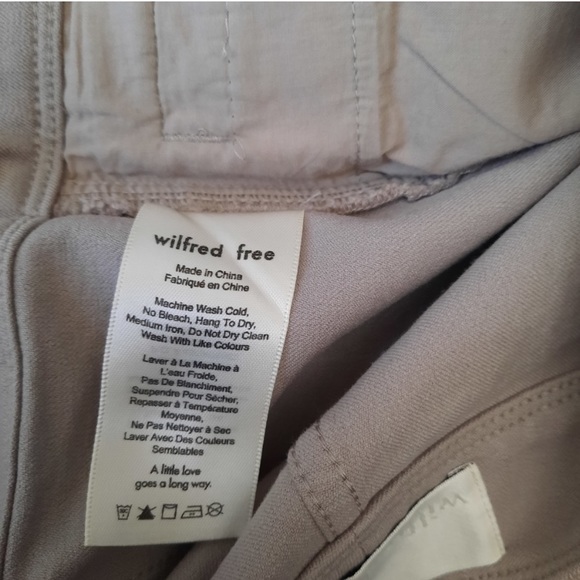 wilfred free
Made in China
Fabriqué en Chine
Machine Wash Cold,
No Bleach, Hang To Dry,
Medium Iron, Do Not Dry Clean
Wash With Like Colours
Laver à La Machine à
L'eau Froide,
Pas De Blanchiment,
Suspendre Pour Sécher,
Repasser à Température
Moyenne,
Ne Pas Nettoyer à Sec
Laver Avec Des Couleurs
Semblables
A little love
goes a long way.